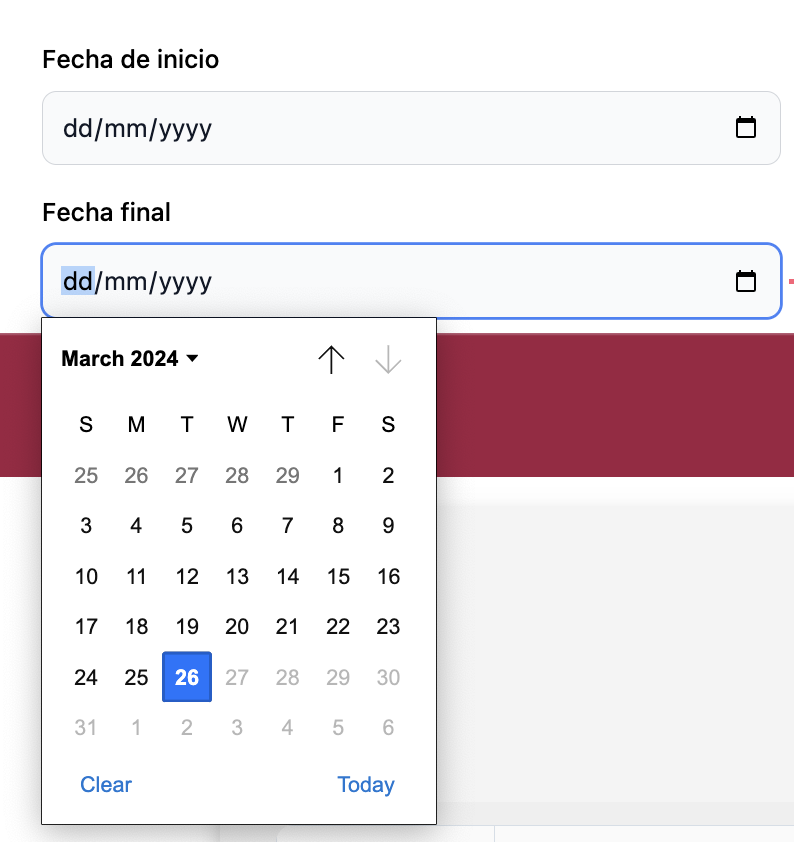 Fecha de inicio
dd/mm/yyyy
Fecha final
dd/mm/yyyy
March 2024
S M T W T F S
25 26 27 28 29 1 2
3 4 5 6 7 8 9
10 11 12 13 14 15 16
17 18 19 20 21 22 23
24 25 26 27 28 29 30
31 1 2 3 4 5 6
Clear Today